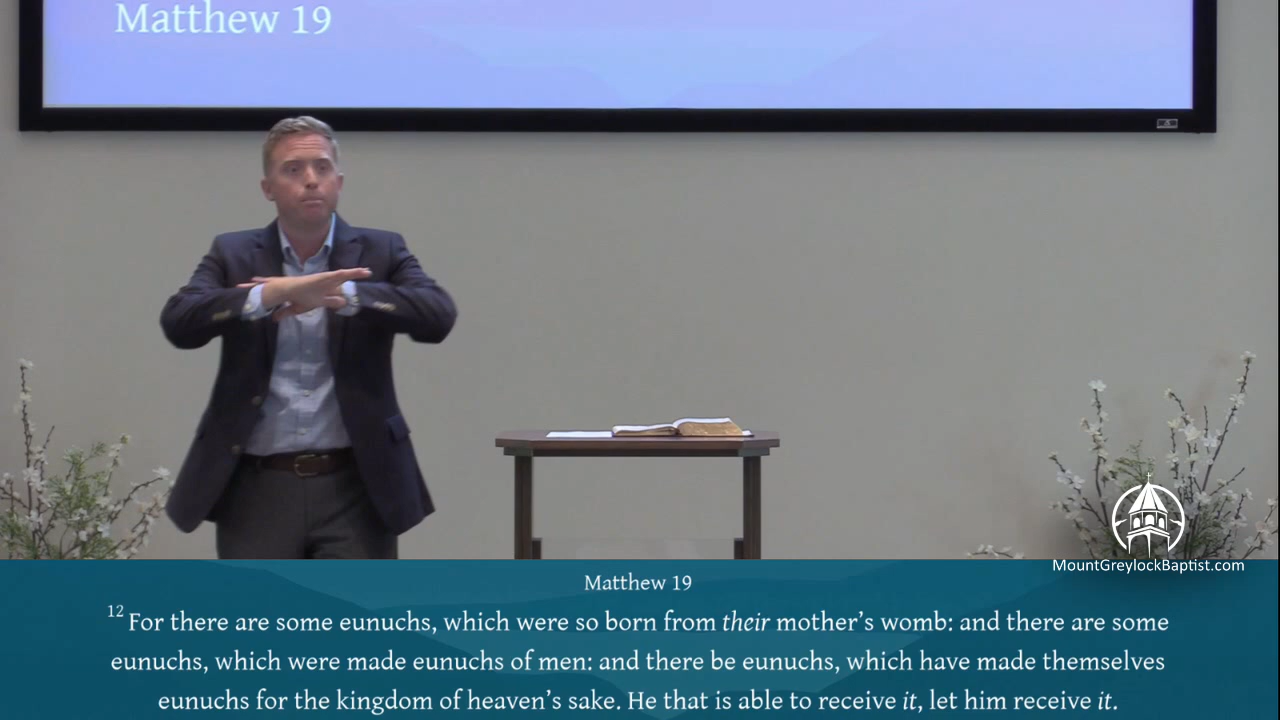 Matthew 19
MountGreylockBaptist.com
Matthew 19
12 For there are some eunuchs, which were so born from their mother’s womb: and there are some
eunuchs, which were made eunuchs of men: and there be eunuchs, which have made themselves
eunuchs for the kingdom of heaven’s sake. He that is able to receive it, let him receive it.